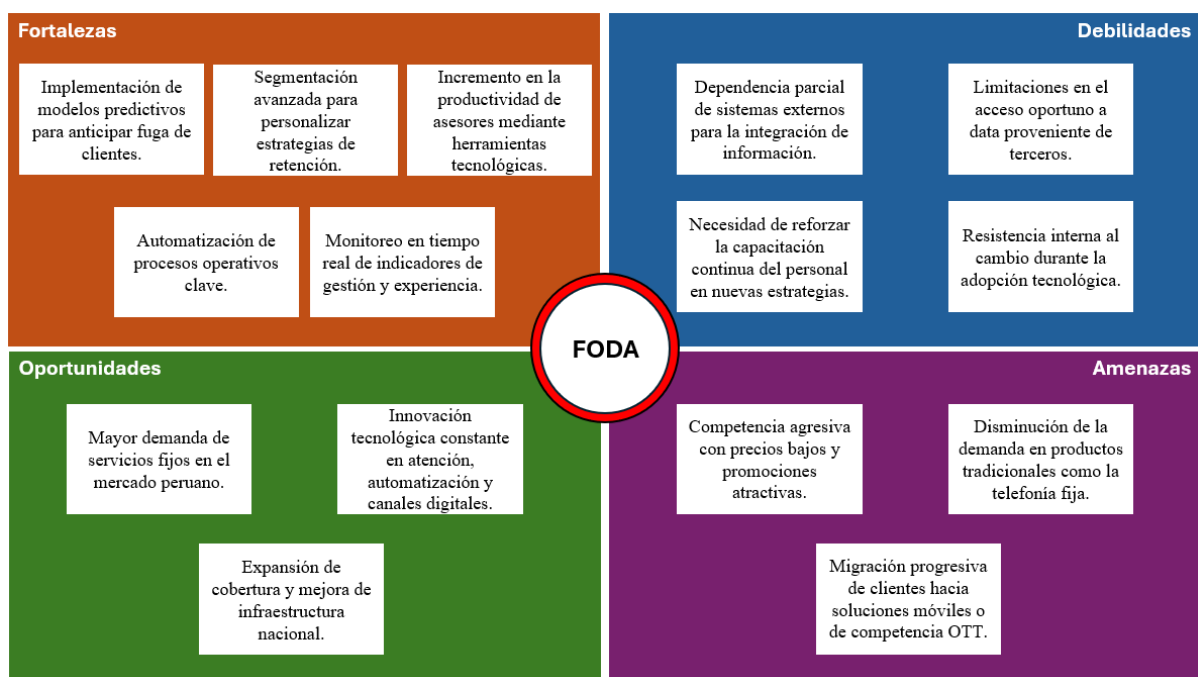 Fortalezas
Implementación de
modelos predictivos
para anticipar fuga de
clientes.
Segmentación
avanzada para
personalizar
estrategias de
retención.
Incremento en la
productividad de
asesores mediante
herramientas
tecnológicas.
Automatización de
procesos operativos
clave.
Monitoreo en tiempo
real de indicadores de
gestión y experiencia.
Debilidades
Dependencia parcial
de sistemas externos
para la integración de
información.
Limitaciones en el
acceso oportuno a
data proveniente de
terceros.
Necesidad de reforzar
la capacitación
continua del personal
en nuevas estrategias.
Resistencia interna al
cambio durante la
adopción tecnológica.
FODA
Oportunidades
Mayor demanda de
servicios fijos en el
mercado peruano.
Innovación
tecnológica constante
en atención,
automatización y
canales digitales.
Expansión de
cobertura y mejora de
infraestructura
nacional.
Amenazas
Competencia agresiva
con precios bajos y
promociones
atractivas.
Disminución de la
demanda en productos
tradicionales como la
telefonía fija.
Migración progresiva
de clientes hacia
soluciones móviles o
de competencia OTT.